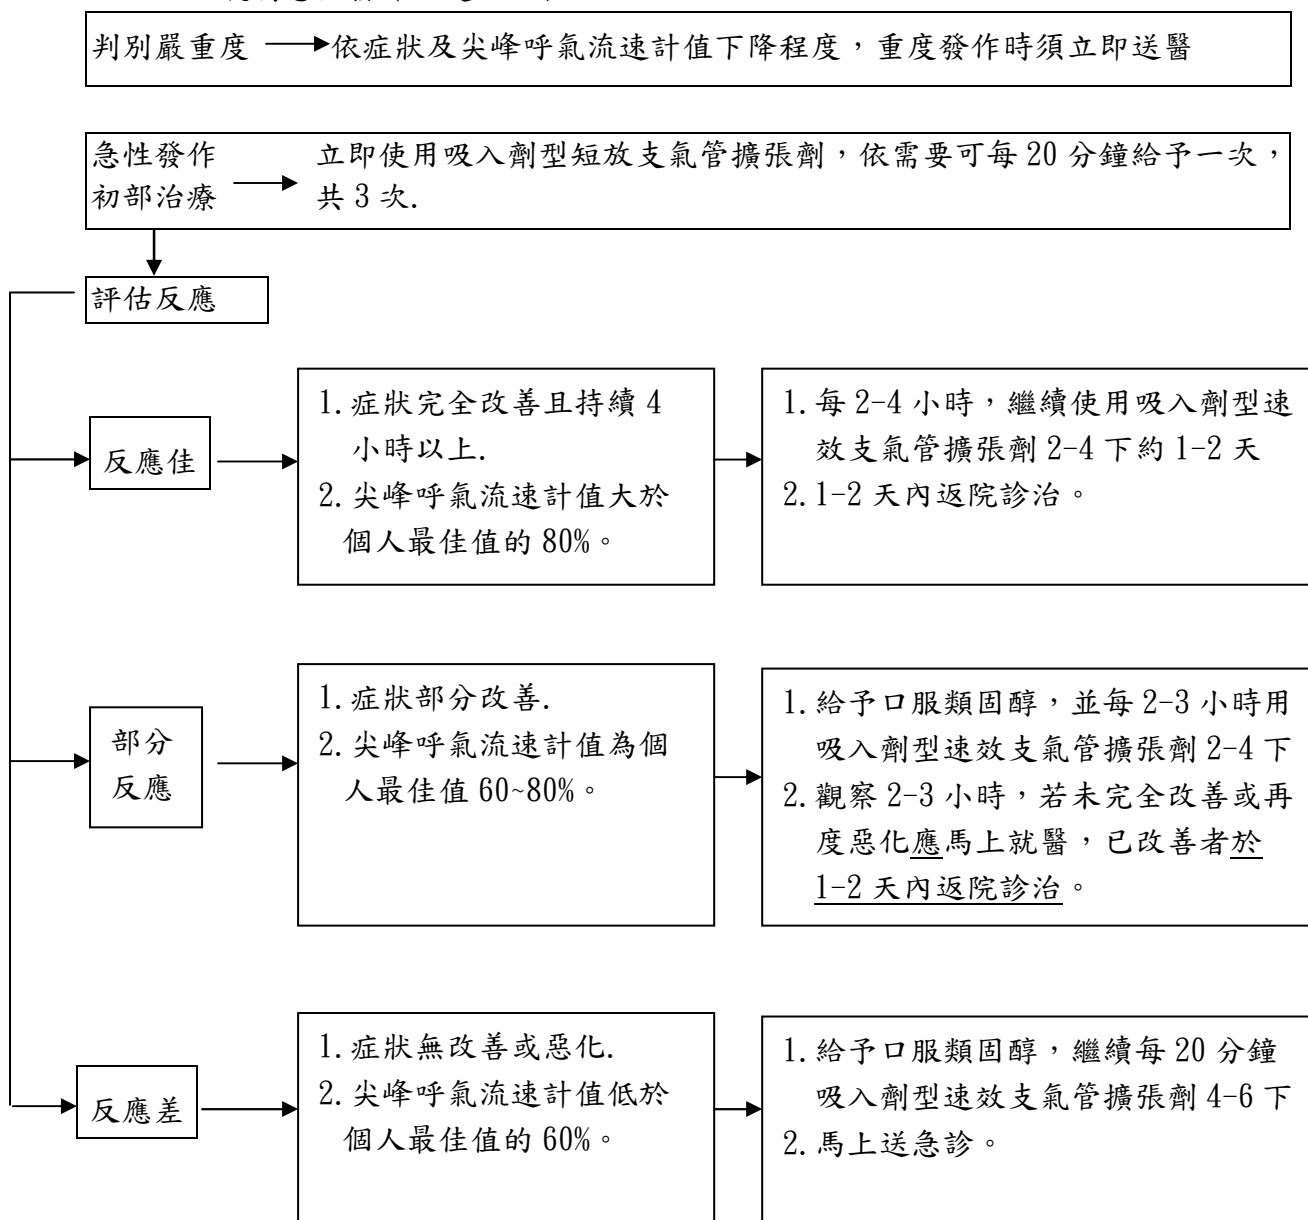 判別嚴重度
依症狀及尖峰呼氣流速計值下降程度，重度發作時須立即送醫
急性發作
初部治療
立即使用吸入劑型短放支氣管擴張劑，依需要可每 20 分鐘給予一次，
共 3 次.
評估反應
反應佳
1. 症狀完全改善且持續 4
小時以上.
2. 尖峰呼氣流速計值大於
個人最佳值的 80%。
1. 每 2-4 小時，繼續使用吸入劑型速
效支氣管擴張劑 2-4 下約 1-2 天
2. 1-2 天內返院診治。
部分
反應
1. 症狀部分改善.
2. 尖峰呼氣流速計值為個
人最佳值 60~80%。
1. 給予口服類固醇，並每 2-3 小時用
吸入劑型速效支氣管擴張劑 2-4 下
2. 觀察 2-3 小時，若未完全改善或再
度惡化應馬上就醫，已改善者於
1-2 天內返院診治。
反應差
1. 症狀無改善或惡化.
2. 尖峰呼氣流速計值低於
個人最佳值的 60%。
1. 給予口服類固醇，繼續每 20 分鐘
吸入劑型速效支氣管擴張劑 4-6 下
2. 馬上送急診。